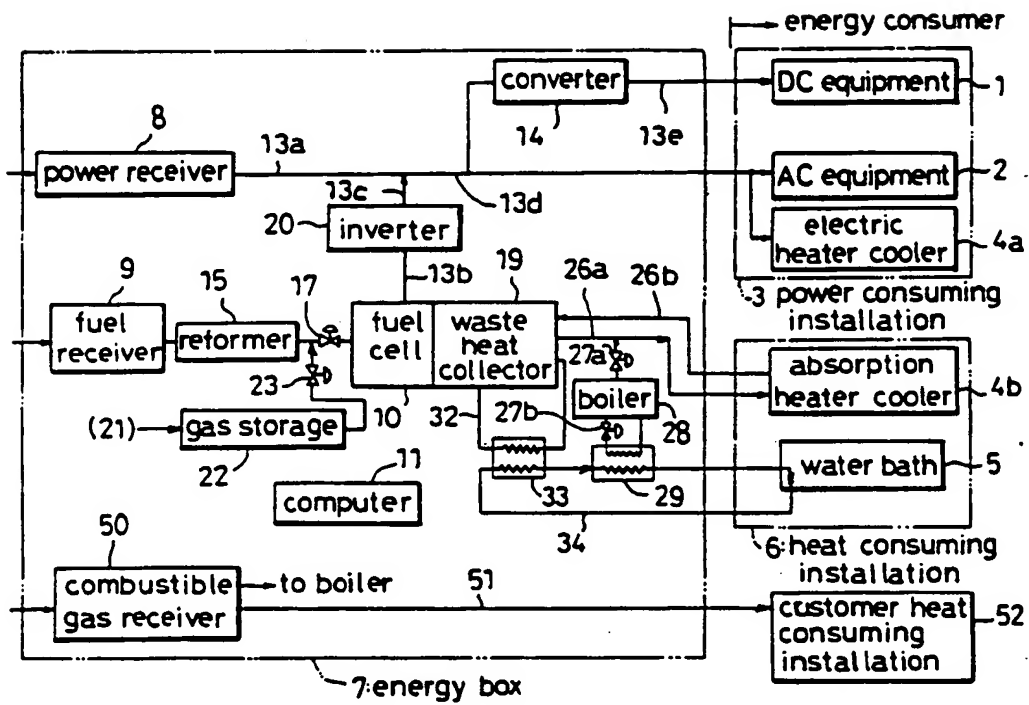 energy consumer
converter
DC equipment
1
14
13e
8
13a
power receiver
13c
13d
AC equipment
2
20
inverter
electric
heater cooler
4a
13b
3 power consuming
installation
9
15
17
19
26a
26b
fuel
receiver
reformer
fuel
cell
waste
heat
collector
27a
absorption
heater cooler
4b
23
10
32
27b
boiler
28
(21)
gas storage
22
11
computer
33
29
water bath
5
34
6: heat consuming
installation
50
combustible
gas receiver
to boiler
51
customer heat
consuming
installation
52
7: energy box